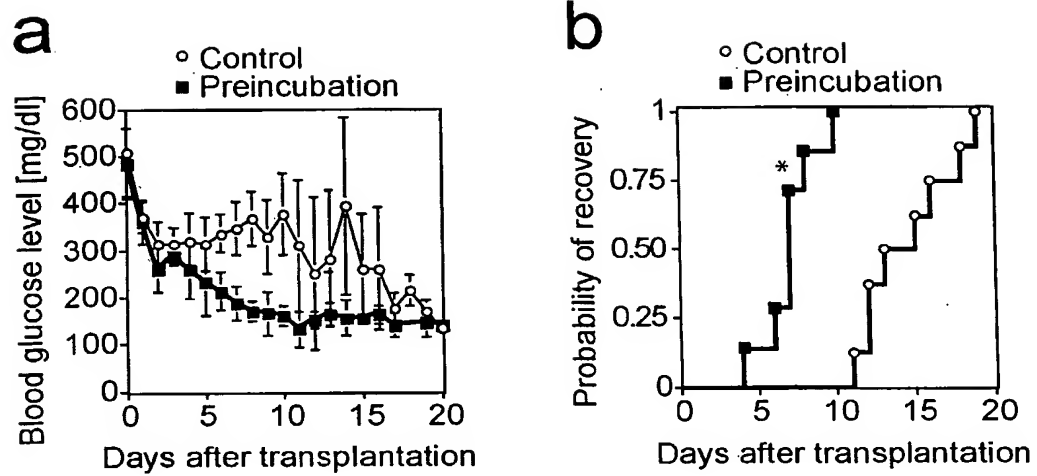 a
Control
Preincubation
Blood glucose level [mg/dl]
600
500
400
300
200
100
0
0 5 10 15 20
Days after transplantation
b
Control
Preincubation
Probability of recovery
1
0.75
0.50
0.25
0
*
0 5 10 15 20
Days after transplantation